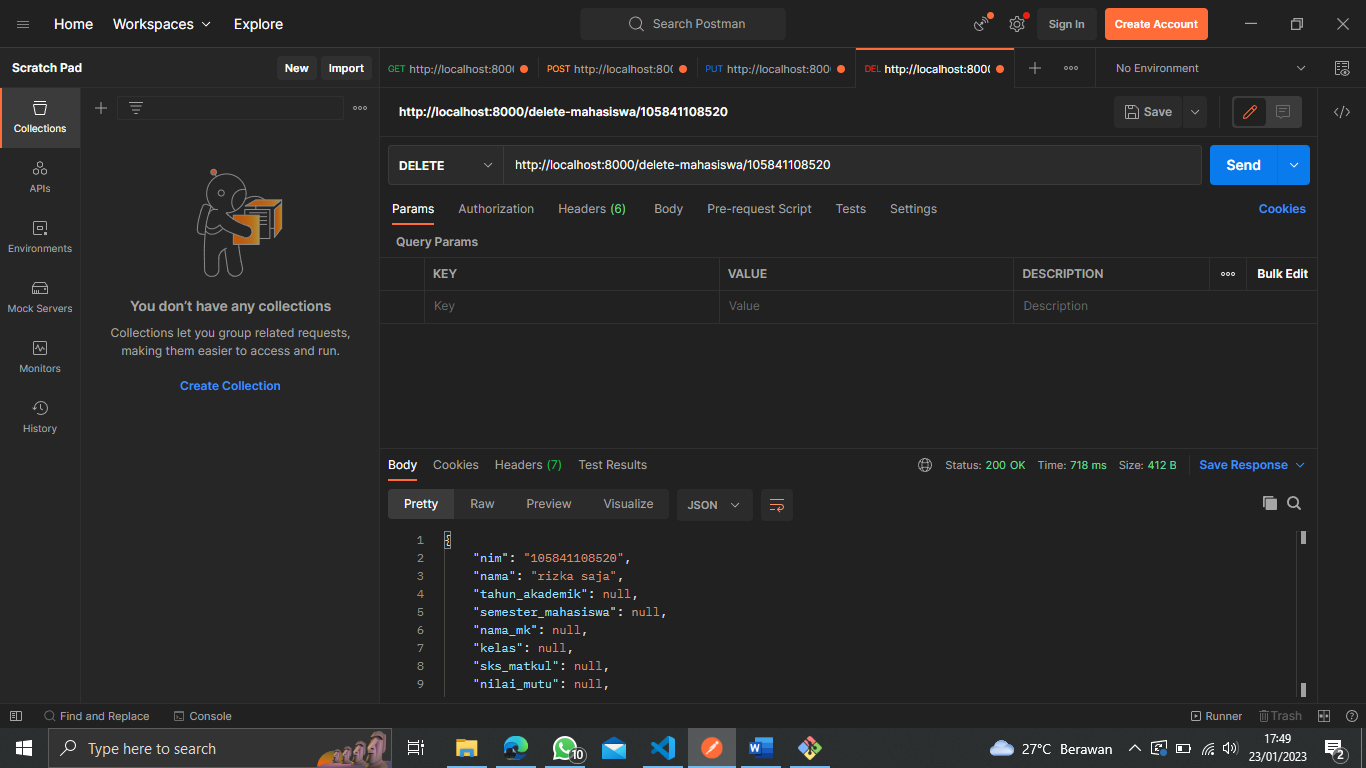 Home Workspaces Explore Search Postman Sign In Create Account
Scratch Pad New Import GET http://localhost:800( POST http://localhost:80( PUT http://localhost:800( DEL http://localhost:800( No Environment
Collections
APIs
Environments
Mock Servers
Monitors
History
You don't have any collections
Collections let you group related requests,
making them easier to access and run.
Create Collection
http://localhost:8000/delete-mahasiswa/105841108520 Save
DELETE http://localhost:8000/delete-mahasiswa/105841108520 Send
Params Authorization Headers (6) Body Pre-request Script Tests Settings Cookies
Query Params
KEY VALUE DESCRIPTION Bulk Edit
Key Value Description
Body Cookies Headers (7) Test Results Status: 200 OK Time: 718 ms Size: 412 B Save Response
Pretty Raw Preview Visualize JSON
1 {
2 "nim": "105841108520",
3 "nama": "rizka saja",
4 "tahun_akademik": null,
5 "semester_mahasiswa": null,
6 "nama_mk": null,
7 "kelas": null,
8 "sks_matkul": null,
9 "nilai_mutu": null,
Find and Replace Console Runner Trash
Type here to search 10 27°C Berawan 17:49
23/01/2023 2